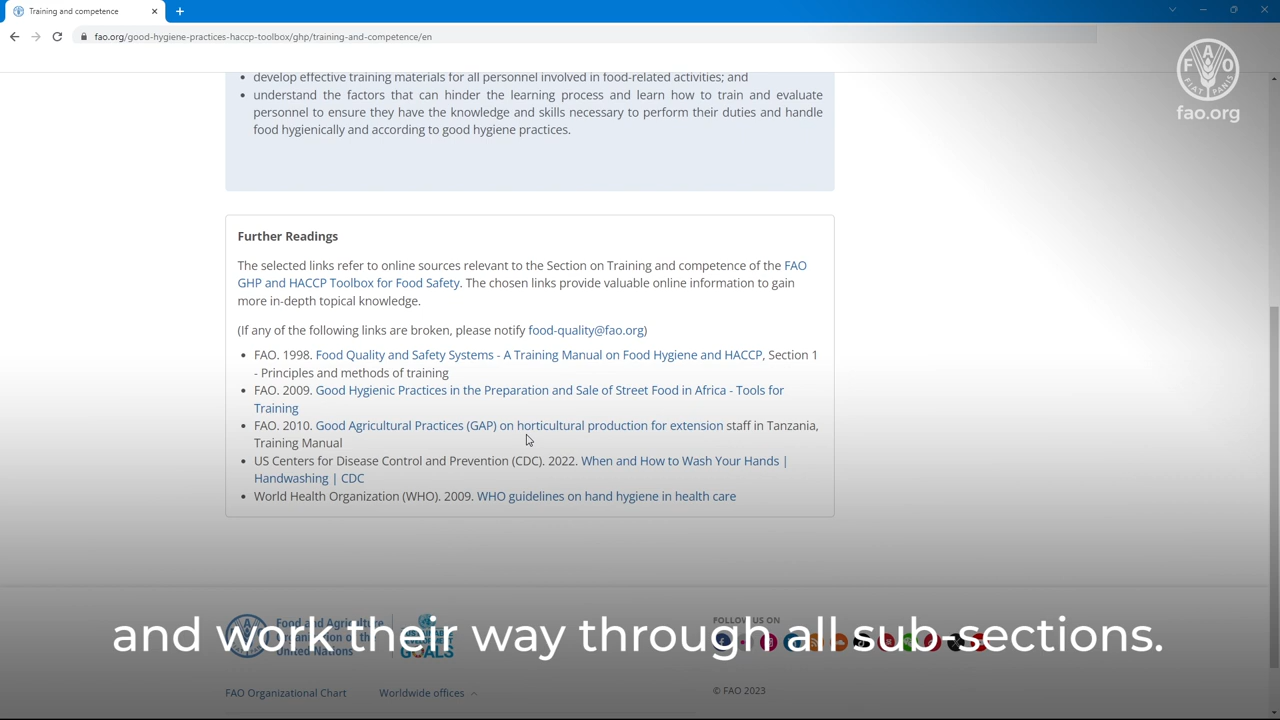 Training and competence
fao.org/good-hygiene-practices-haccp-toolbox/ghp/training-and-competence/en
F A O
FIAT PANIS
fao.org
develop effective training materials for all personnel involved in food-related activities; and
understand the factors that can hinder the learning process and learn how to train and evaluate
personnel to ensure they have the knowledge and skills necessary to perform their duties and handle
food hygienically and according to good hygiene practices.
Further Readings
The selected links refer to online sources relevant to the Section on Training and competence of the FAO
GHP and HACCP Toolbox for Food Safety. The chosen links provide valuable online information to gain
more in-depth topical knowledge.
(If any of the following links are broken, please notify food-quality@fao.org)
FAO. 1998. Food Quality and Safety Systems - A Training Manual on Food Hygiene and HACCP, Section 1
- Principles and methods of training
FAO. 2009. Good Hygienic Practices in the Preparation and Sale of Street Food in Africa - Tools for
Training
FAO. 2010. Good Agricultural Practices (GAP) on horticultural production for extension staff in Tanzania,
Training Manual
US Centers for Disease Control and Prevention (CDC). 2022. When and How to Wash Your Hands |
Handwashing | CDC
World Health Organization (WHO). 2009. WHO guidelines on hand hygiene in health care
and work their way through all sub-sections.
Food and Agriculture
Organization of the
United Nations
GOALS
FOLLOW US ON
FAO Organizational Chart
Worldwide offices
© FAO 2023